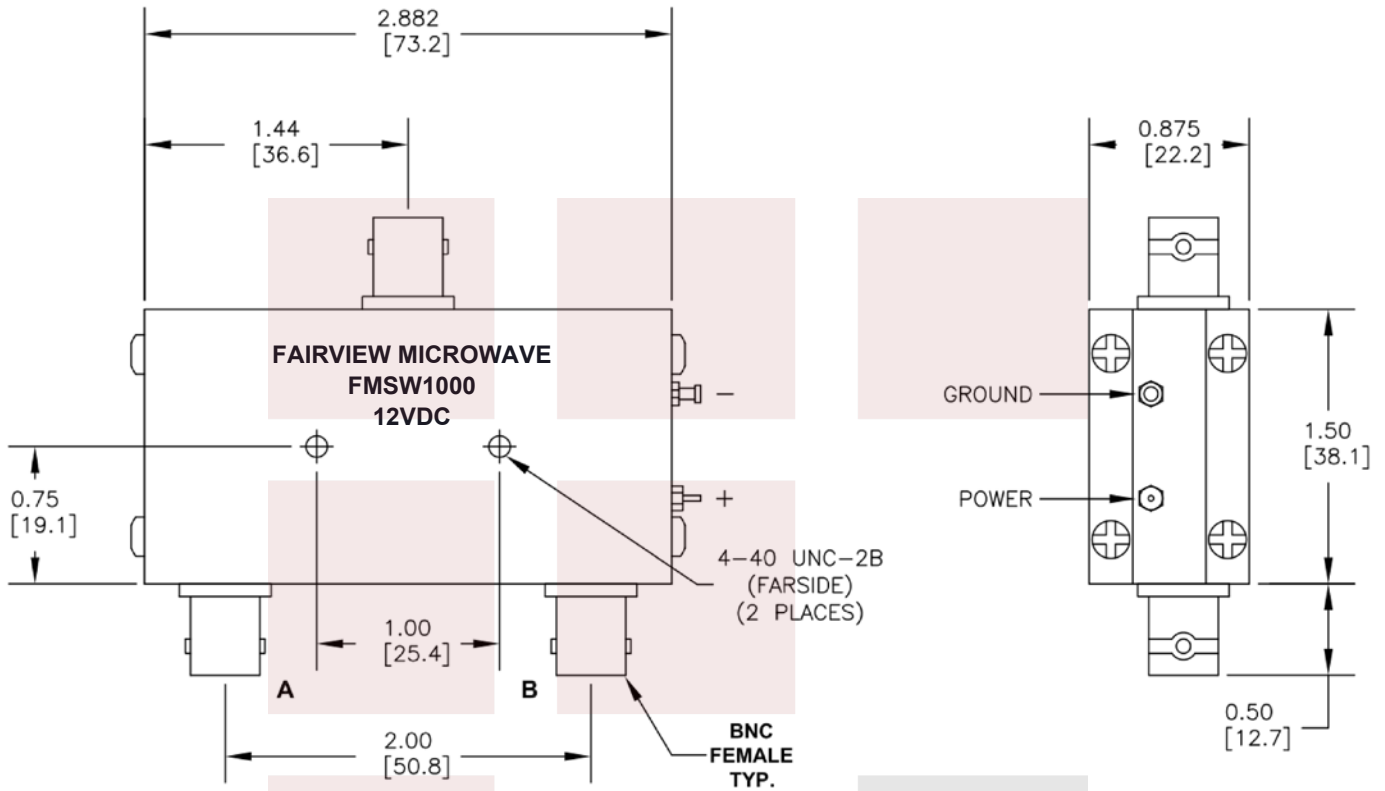 2.882
[73.2]
1.44
[36.6]
0.875
[22.2]
FAIRVIEW MICROWAVE
FMSW1000
12VDC
−
+
GROUND
POWER
1.50
[38.1]
0.75
[19.1]
4-40 UNC-2B
(FARSIDE)
(2 PLACES)
1.00
[25.4]
A
B
2.00
[50.8]
BNC
FEMALE
TYP.
0.50
[12.7]